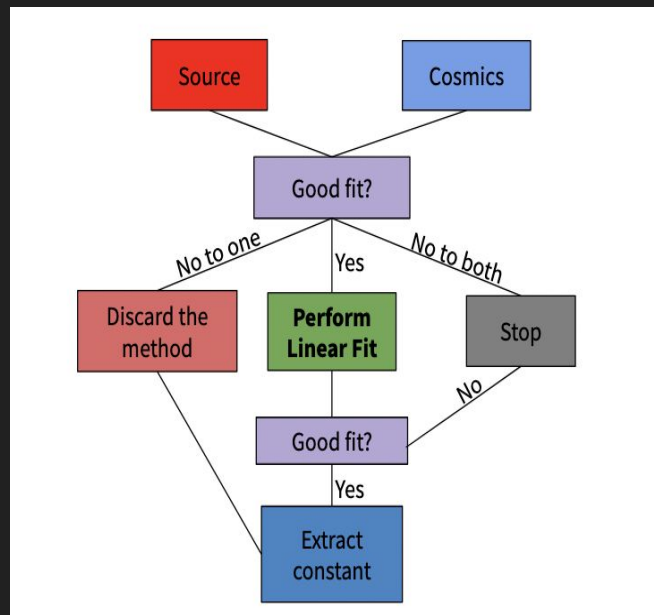 Source
Cosmics
Good fit?
No to one
Yes
No to both
Discard the
method
Perform
Linear Fit
Stop
No
Good fit?
Yes
Extract
constant